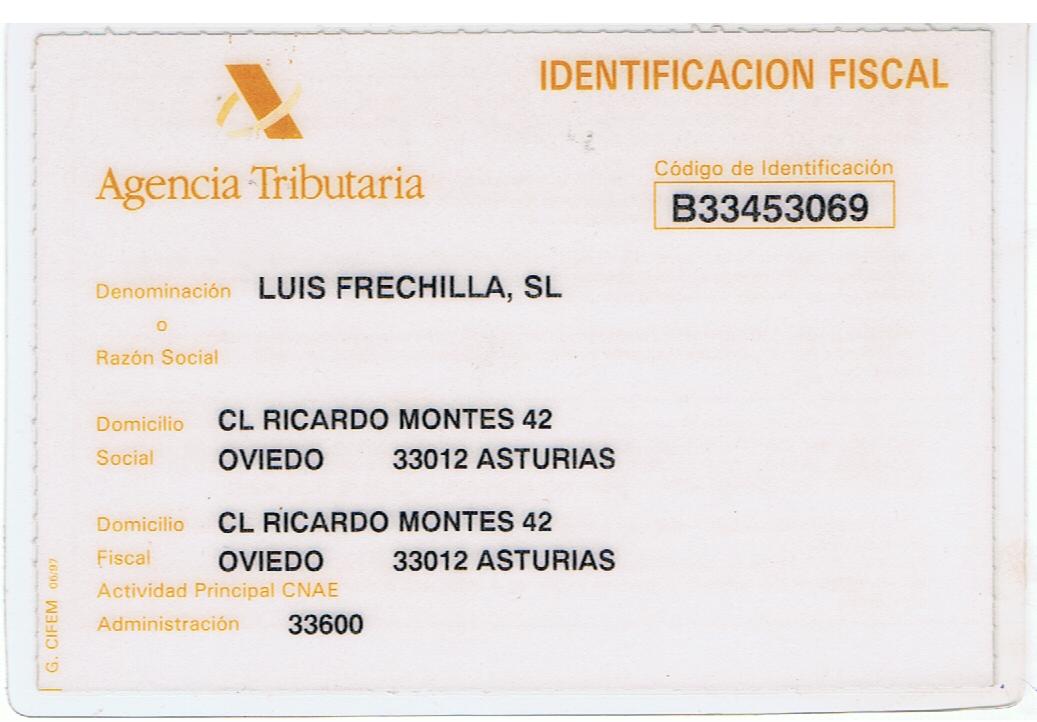 IDENTIFICACION FISCAL
Agencia Tributaria
Código de Identificación
B33453069
Denominación LUIS FRECHILLA, SL
o
Razón Social
Domicilio CL RICARDO MONTES 42
Social OVIEDO 33012 ASTURIAS
Domicilio CL RICARDO MONTES 42
Fiscal OVIEDO 33012 ASTURIAS
Actividad Principal CNAE
Administración 33600
G. CIFEM 06/97